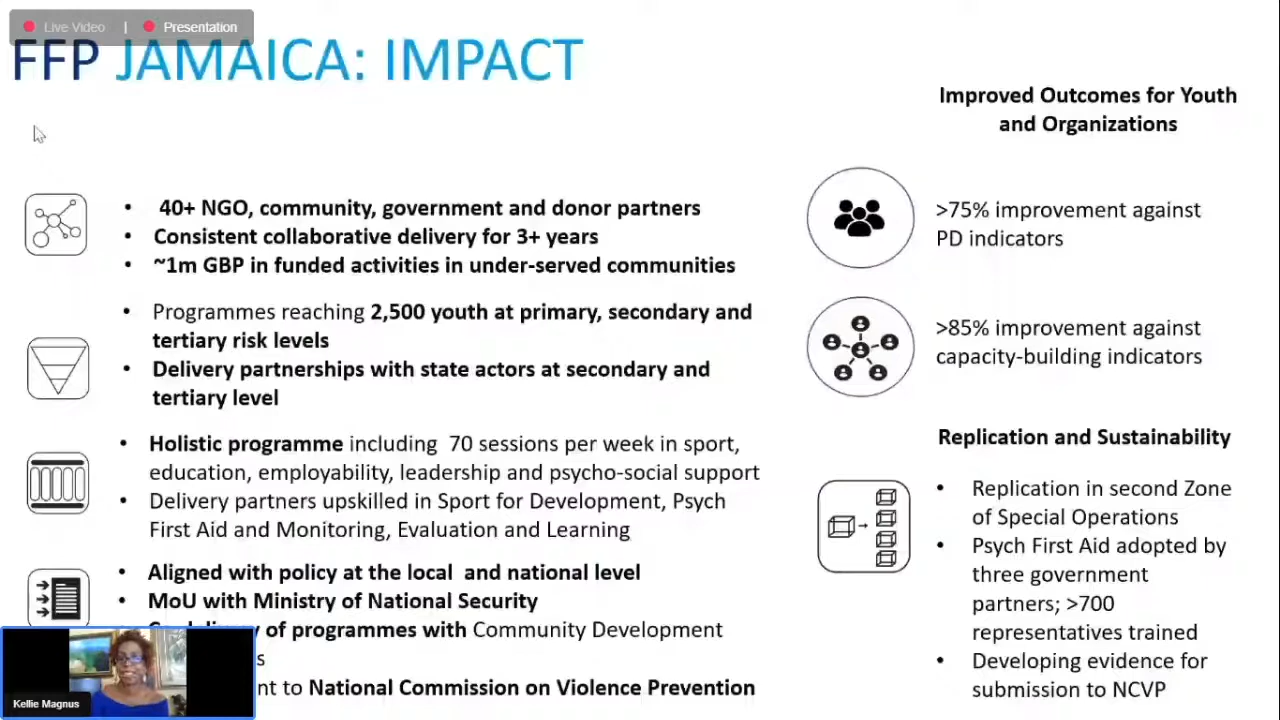 Live Video | Presentation
FFP JAMAICA: IMPACT
• 40+ NGO, community, government and donor partners
• Consistent collaborative delivery for 3+ years
• ~1m GBP in funded activities in under-served communities
• Programmes reaching 2,500 youth at primary, secondary and
tertiary risk levels
• Delivery partnerships with state actors at secondary and
tertiary level
• Holistic programme including 70 sessions per week in sport,
education, employability, leadership and psycho-social support
• Delivery partners upskilled in Sport for Development, Psych
First Aid and Monitoring, Evaluation and Learning
• Aligned with policy at the local and national level
• MoU with Ministry of National Security
of programmes with Community Development
to National Commission on Violence Prevention
Improved Outcomes for Youth
and Organizations
>75% improvement against
PD indicators
>85% improvement against
capacity-building indicators
Replication and Sustainability
• Replication in second Zone
of Special Operations
• Psych First Aid adopted by
three government
partners; >700
representatives trained
• Developing evidence for
submission to NCVP
Kellie Magnus